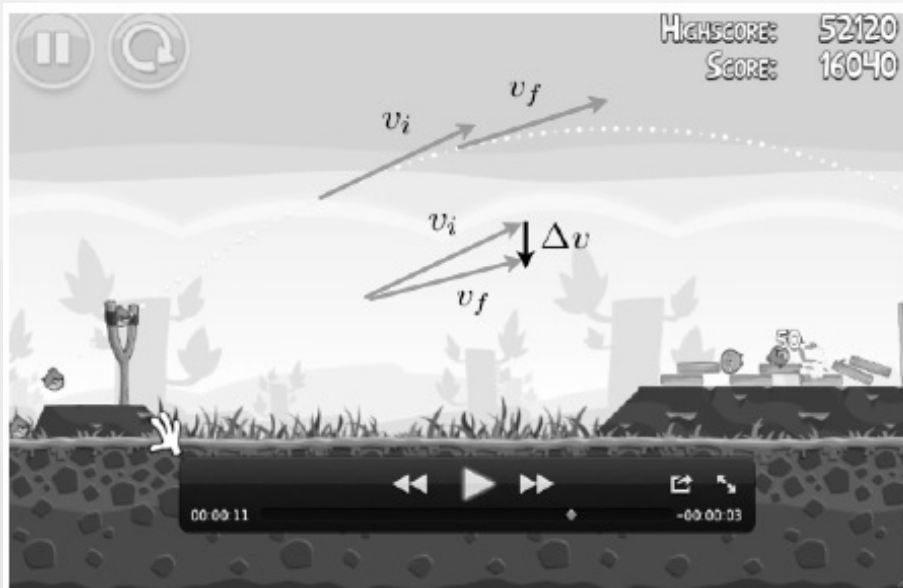 HIGHSCORE: 52120
SCORE: 16040
v_f
v_i
v_i
Δv
v_f
50
00:00:11
-00:00:03